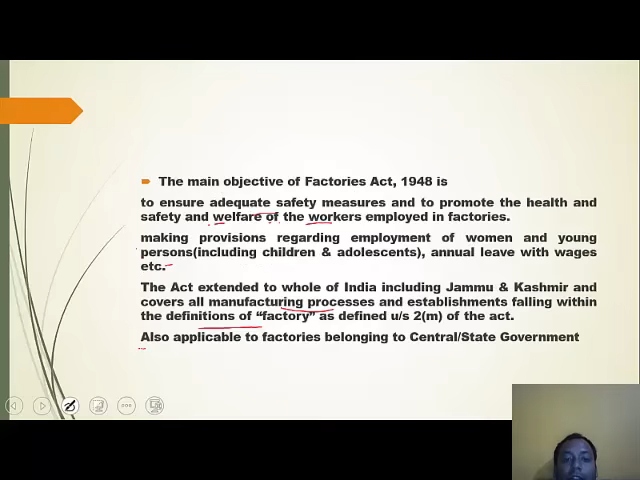 The main objective of Factories Act, 1948 is
to ensure adequate safety measures and to promote the health and
safety and welfare of the workers employed in factories.
making provisions regarding employment of women and young
persons(including children & adolescents), annual leave with wages
etc.
The Act extended to whole of India including Jammu & Kashmir and
covers all manufacturing processes and establishments falling within
the definitions of “factory” as defined u/s 2(m) of the act.
Also applicable to factories belonging to Central/State Government